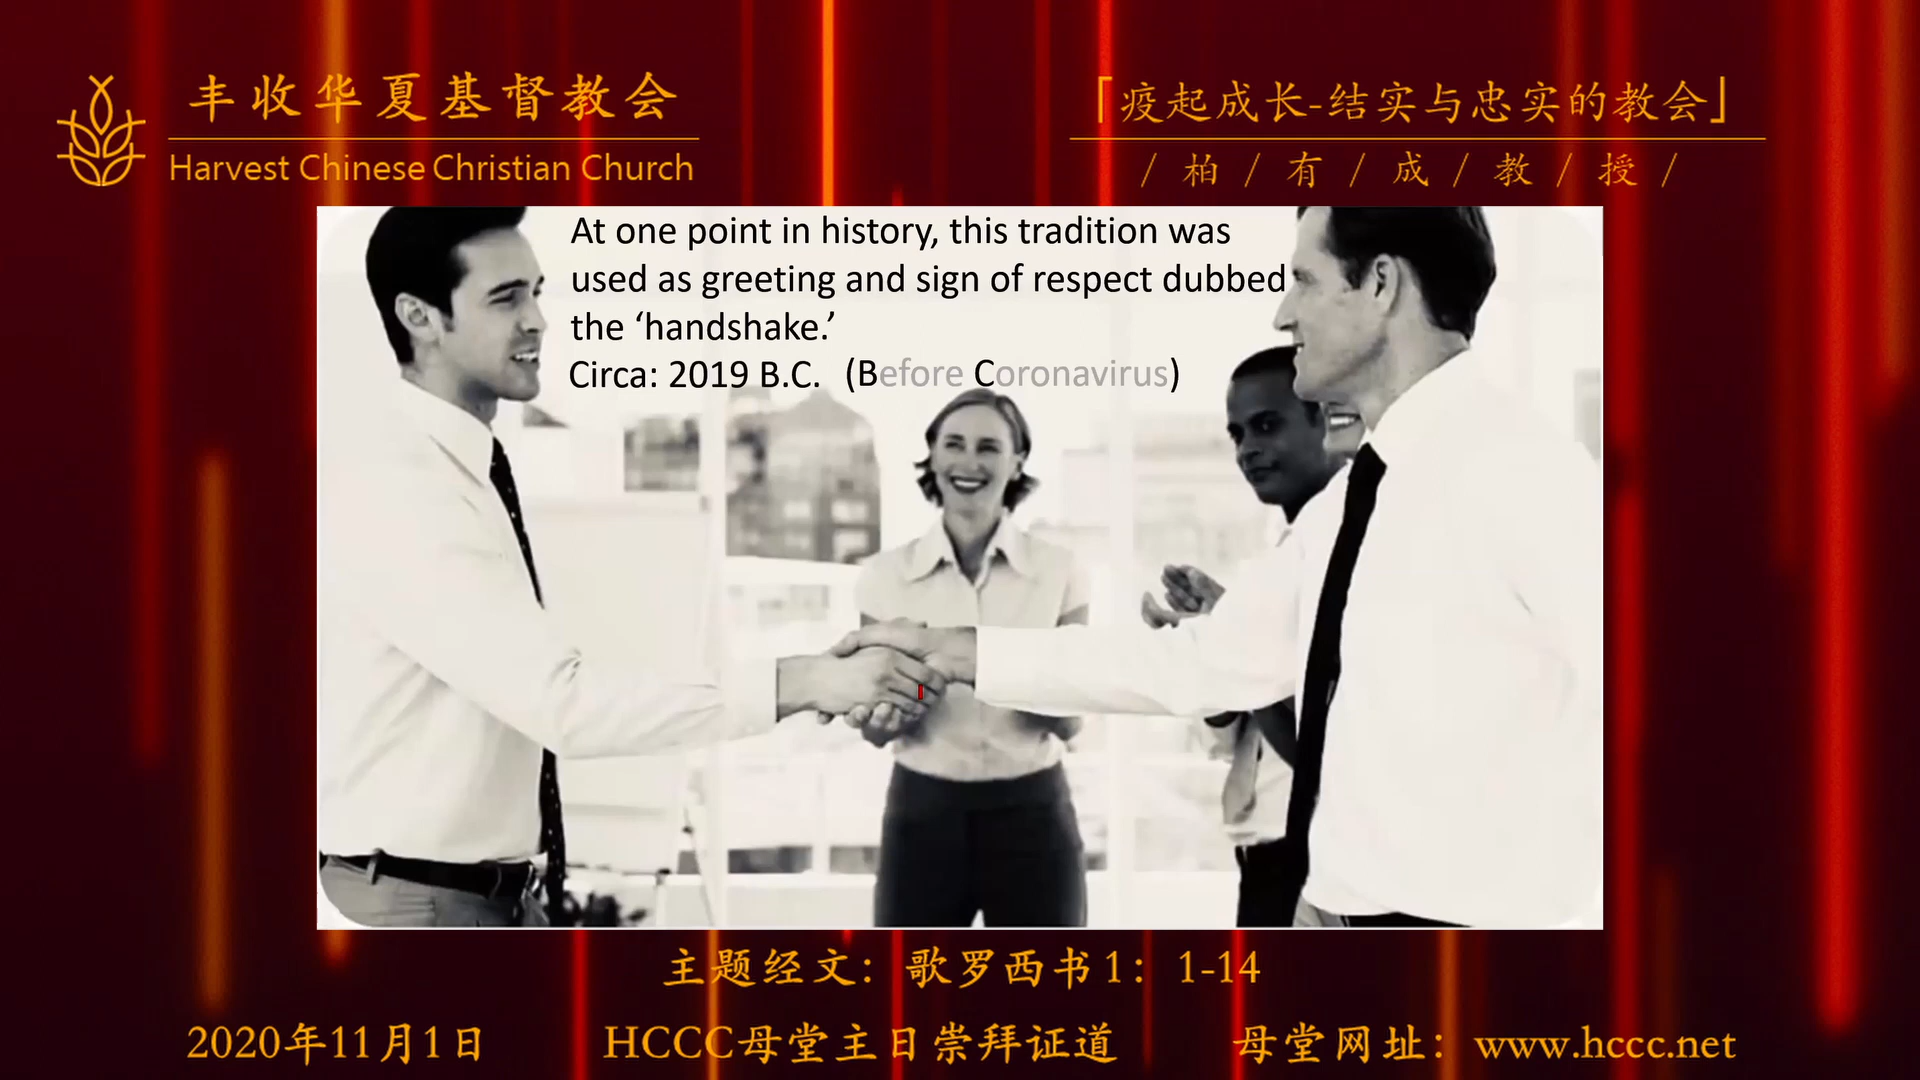 丰收华夏基督教会
Harvest Chinese Christian Church
「疫起成长-结实与忠实的教会」
/ 柏 / 有 / 成 / 教 / 授 /
At one point in history, this tradition was
used as greeting and sign of respect dubbed
the ‘handshake.’
Circa: 2019 B.C. (Before Coronavirus)
主题经文：歌罗西书1：1-14
2020年11月1日
HCCC母堂主日崇拜证道
母堂网址：www.hccc.net